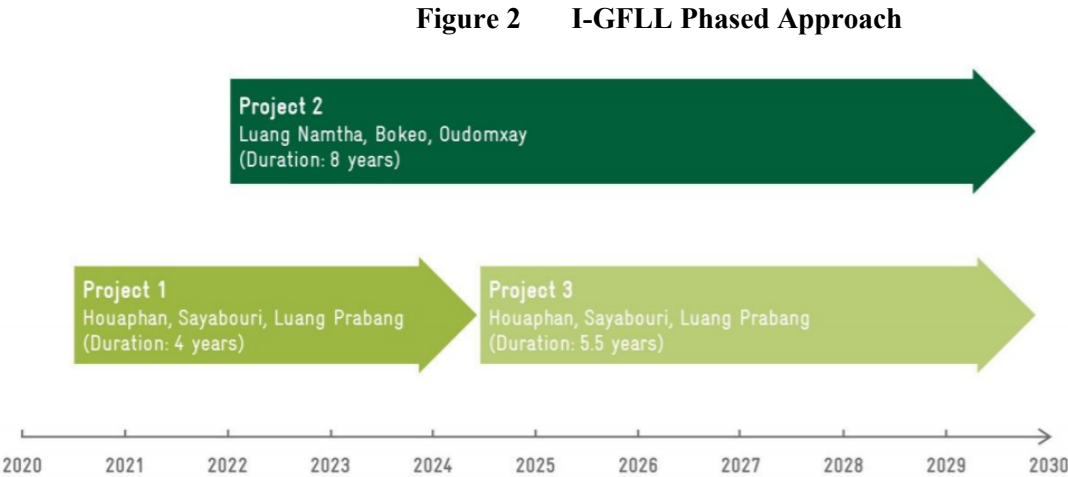 Figure 2 I-GFLL Phased Approach
Project 2
Luang Namtha, Bokeo, Oudomxay
(Duration: 8 years)
Project 1
Houaphan, Sayabouri, Luang Prabang
(Duration: 4 years)
Project 3
Houaphan, Sayabouri, Luang Prabang
(Duration: 5.5 years)
2020 2021 2022 2023 2024 2025 2026 2027 2028 2029 2030